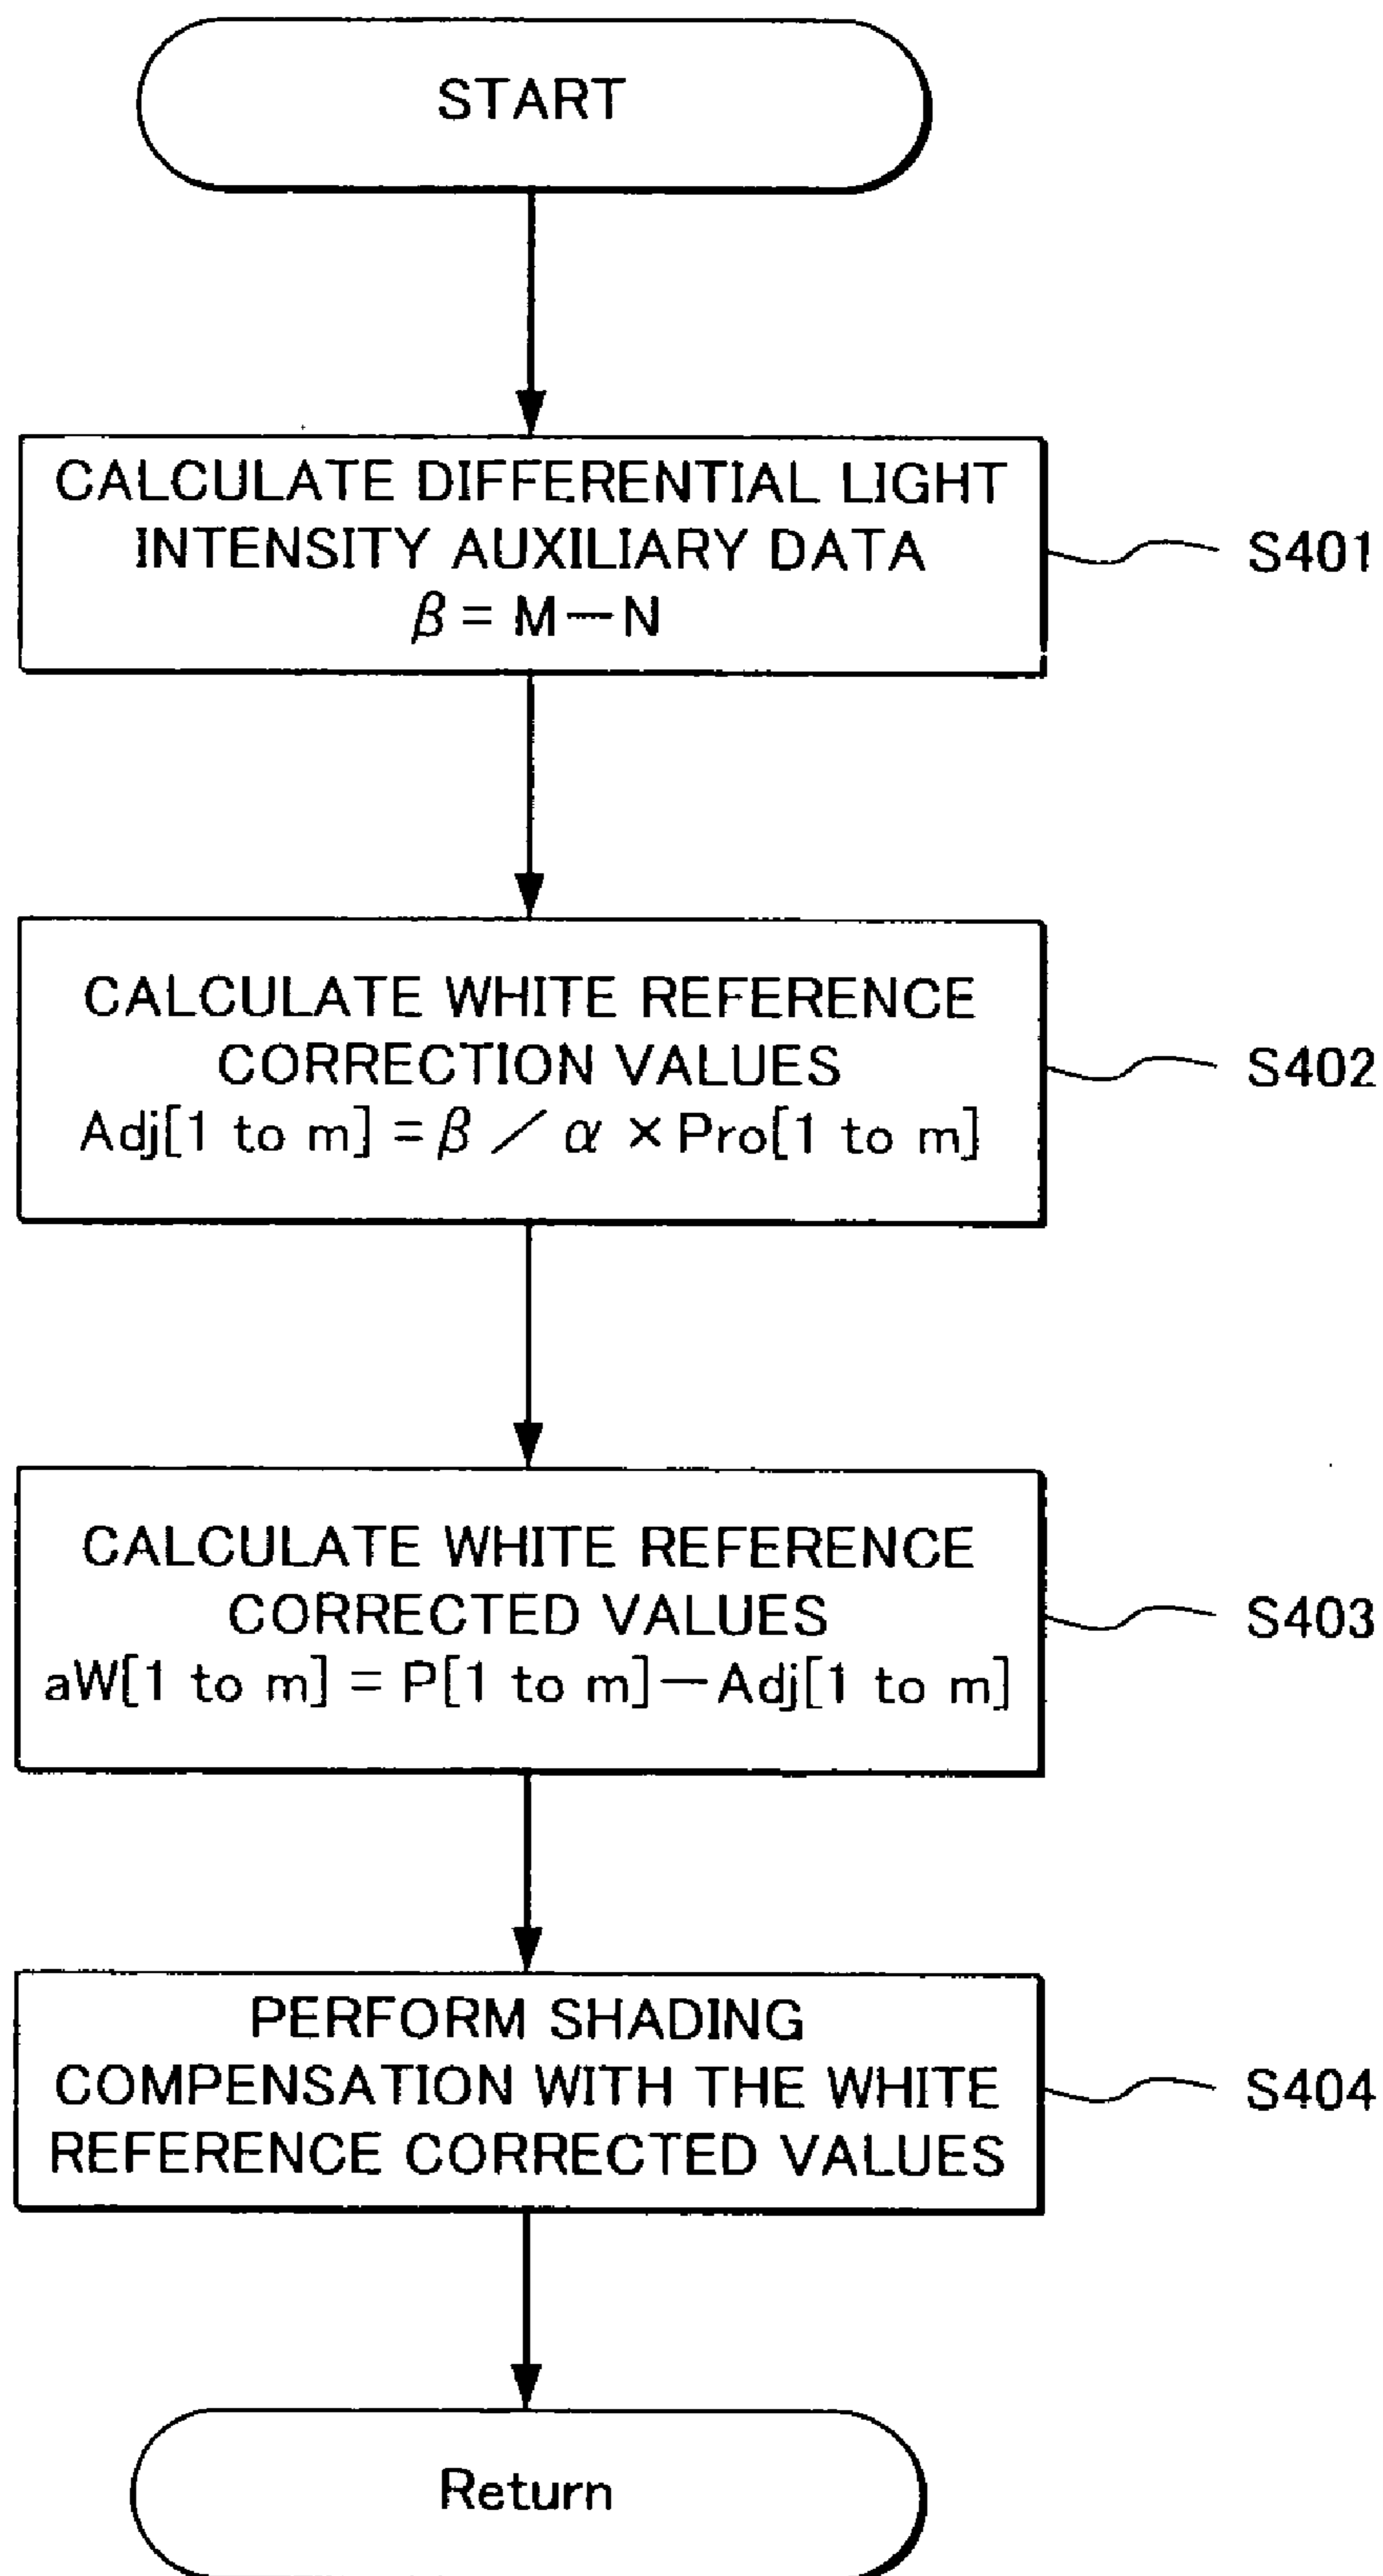 START
CALCULATE DIFFERENTIAL LIGHT
INTENSITY AUXILIARY DATA
β = M—N
S401
CALCULATE WHITE REFERENCE
CORRECTION VALUES
Adj[1 to m] = β / α × Pro[1 to m]
S402
CALCULATE WHITE REFERENCE
CORRECTED VALUES
aW[1 to m] = P[1 to m]—Adj[1 to m]
S403
PERFORM SHADING
COMPENSATION WITH THE WHITE
REFERENCE CORRECTED VALUES
S404
Return